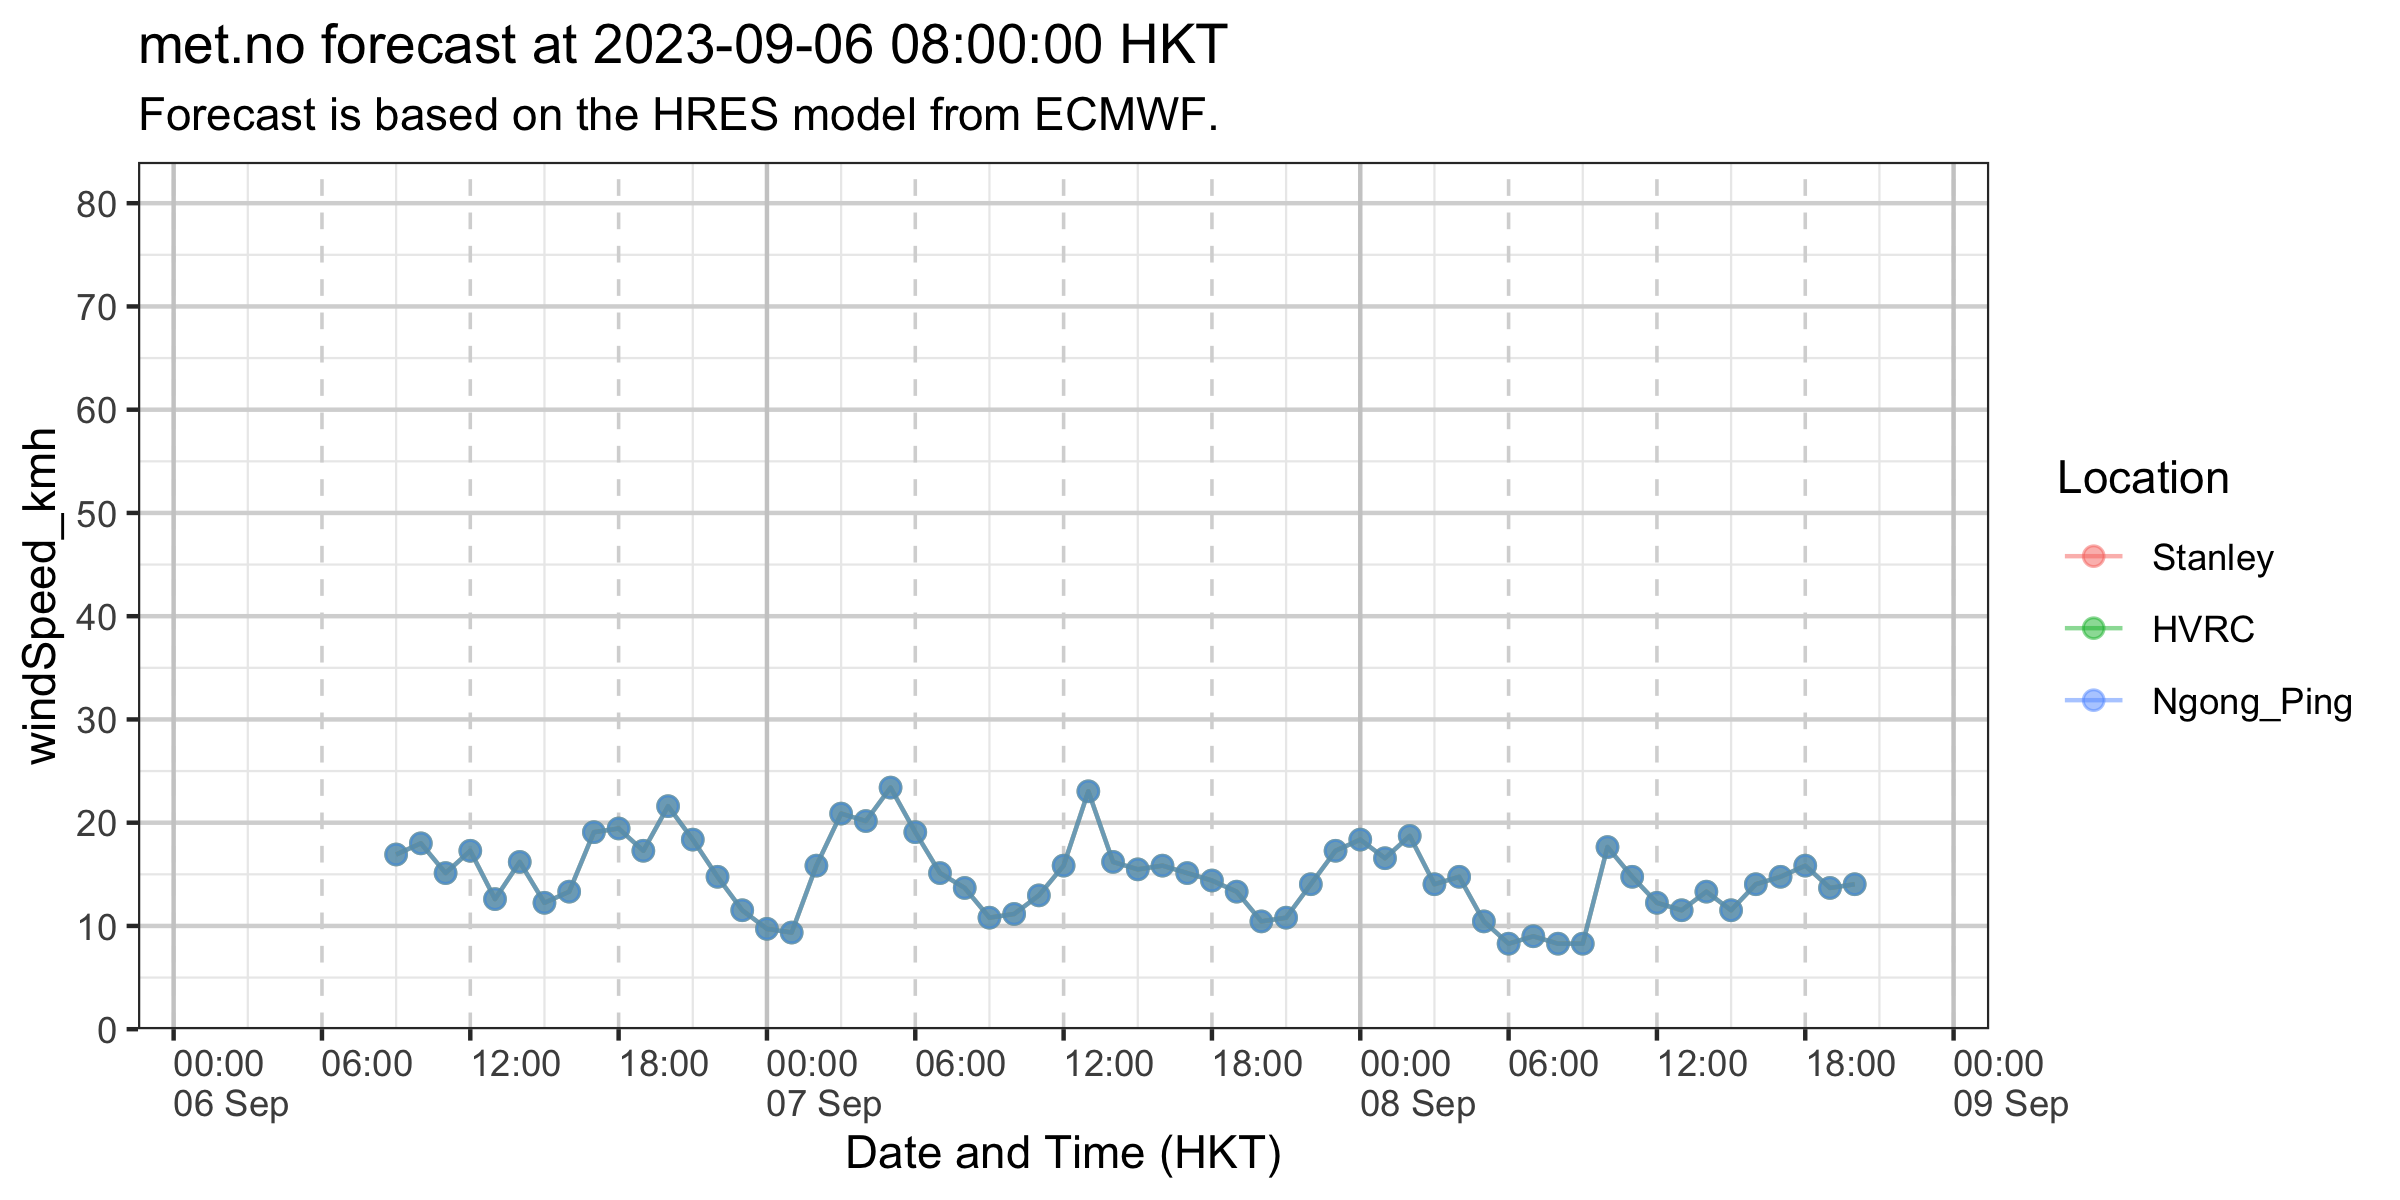 met.no forecast at 2023-09-06 08:00:00 HKT
Forecast is based on the HRES model from ECMWF.
windSpeed_kmh
80
70
60
50
40
30
20
10
0
00:00 06:00 12:00 18:00 00:00 06:00 12:00 18:00 00:00 06:00 12:00 18:00 00:00
06 Sep 07 Sep 08 Sep 09 Sep
Date and Time (HKT)
Location
Stanley
HVRC
Ngong_Ping